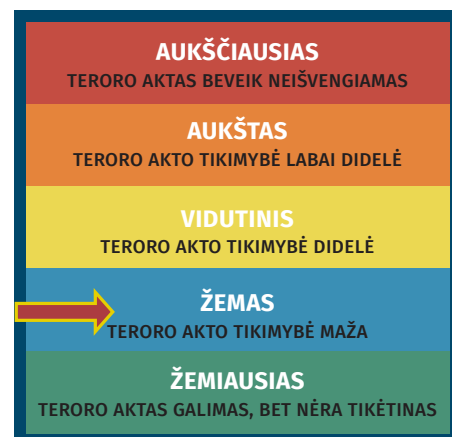 AUKŠČIAUSIAS
TERORO AKTAS BEVEIK NEIŠVENGIAMAS
AUKŠTAS
TERORO AKTO TIKIMYBĖ LABAI DIDELĖ
VIDUTINIS
TERORO AKTO TIKIMYBĖ DIDELĖ
ŽEMAS
TERORO AKTO TIKIMYBĖ MAŽA
ŽEMIAUSIAS
TERORO AKTAS GALIMAS, BET NĖRA TIKĖTINAS